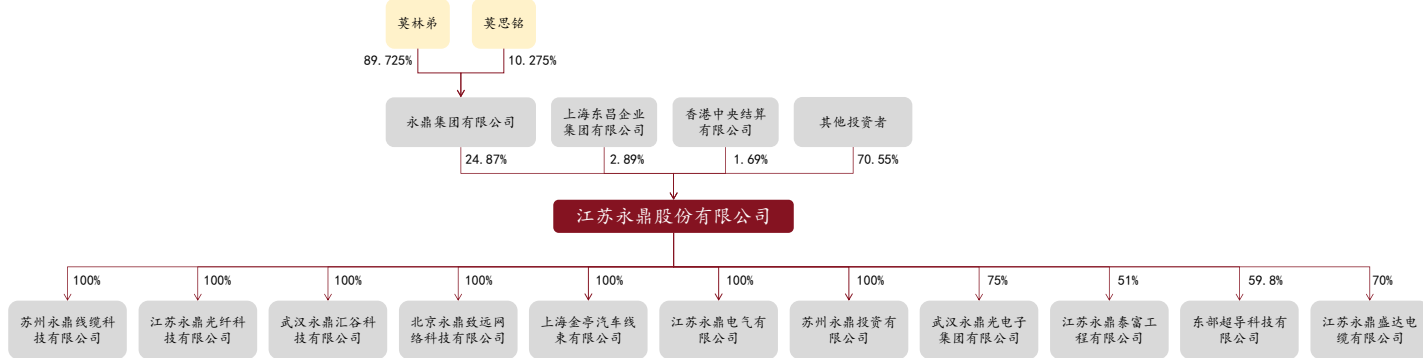 莫林弟
莫思铭
89.725%
10.275%
永鼎集团有限公司
上海东昌企业
集团有限公司
香港中央结算
有限公司
其他投资者
24.87%
2.89%
1.69%
70.55%
江苏永鼎股份有限公司
100%
100%
100%
100%
100%
100%
100%
75%
51%
59.8%
70%
苏州永鼎线缆科
技有限公司
江苏永鼎光纤科
技有限公司
武汉永鼎汇谷科
技有限公司
北京永鼎致远网
络科技有限公司
上海金亭汽车线
束有限公司
江苏永鼎电气有
限公司
苏州永鼎投资有
限公司
武汉永鼎光电子
集团有限公司
江苏永鼎泰富工
程有限公司
东部超导科技有
限公司
江苏永鼎盛达电
缆有限公司